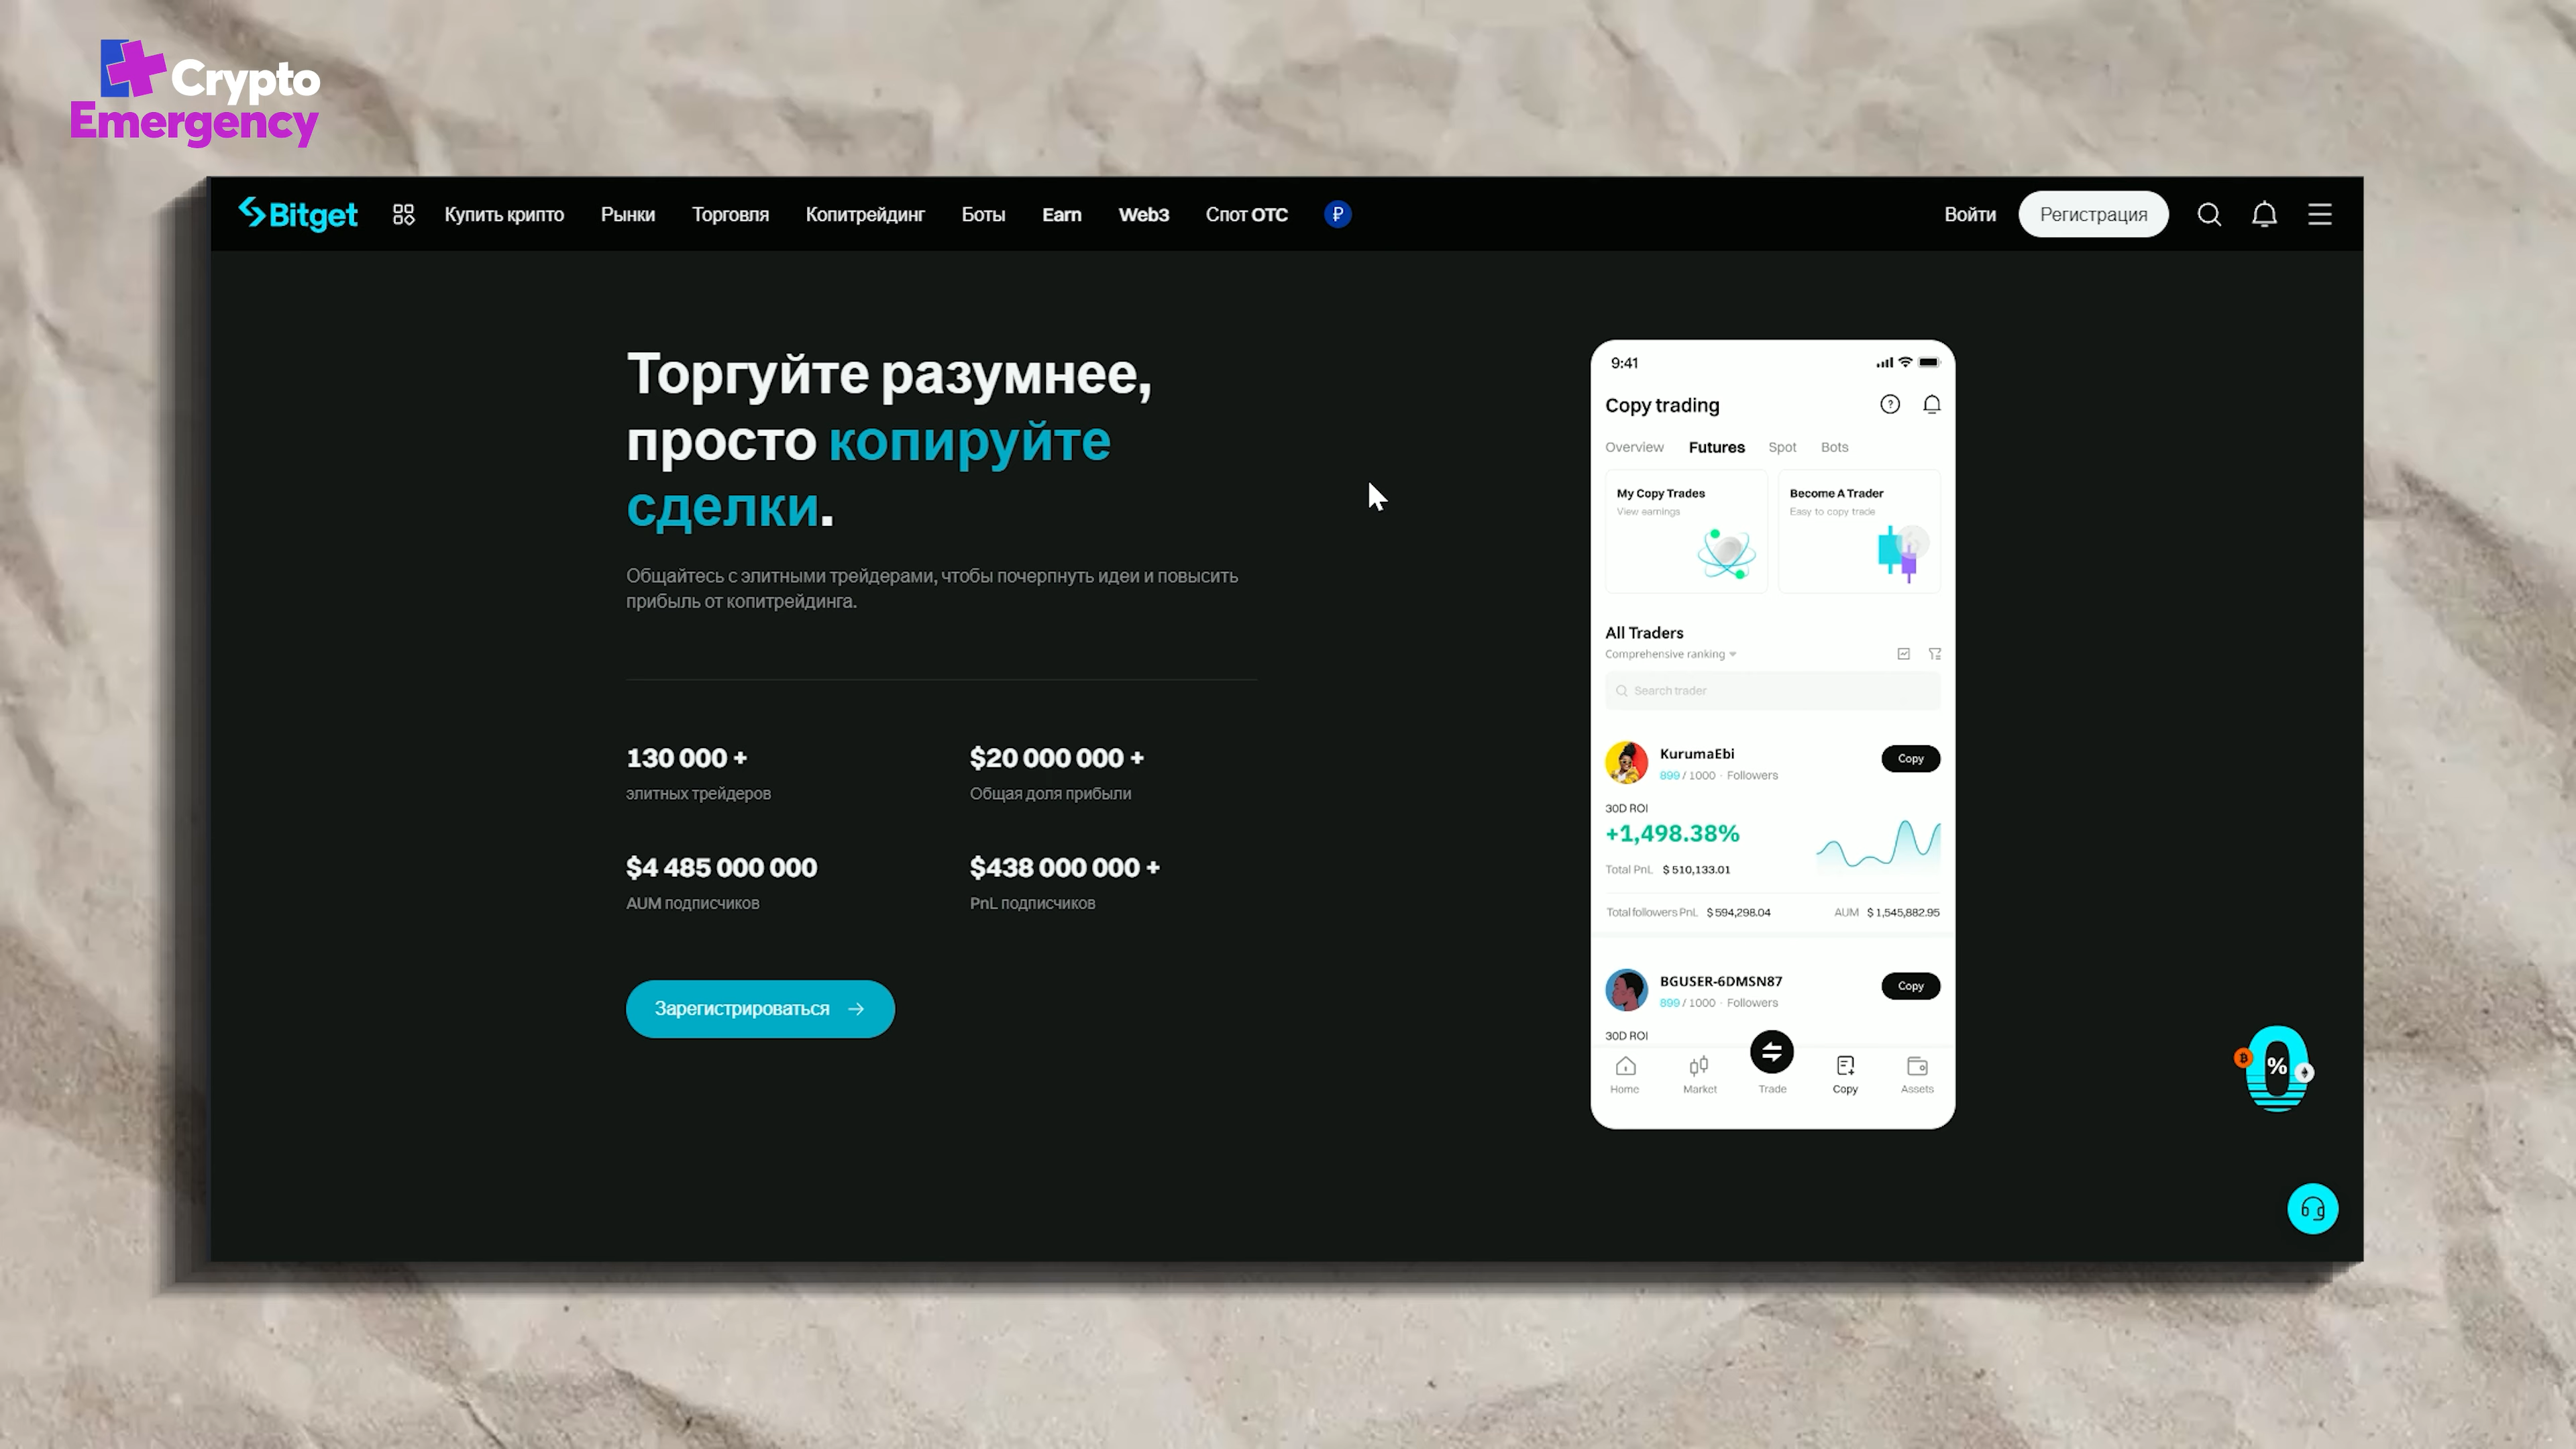 Crypto
Emergency
Bitget
Купить крипто
Рынки
Торговля
Копитрейдинг
Боты
Earn
Web3
Спот OTC
₽
Войти
Регистрация
Торгуйте разумнее,
просто копируйте
сделки.
Общайтесь с элитными трейдерами, чтобы почерпнуть идеи и повысить
прибыль от копитрейдинга.
130 000 +
элитных трейдеров
$20 000 000 +
Общая доля прибыли
$4 485 000 000
AUM подписчиков
$438 000 000 +
PnL подписчиков
Зарегистрироваться
9:41
Copy trading
?
Overview
Futures
Spot
Bots
My Copy Trades
View earnings
Become A Trader
Easy to copy trade
All Traders
Comprehensive ranking
Search trader
KurumaEbi
899 / 1000 · Followers
Copy
30D ROI
+1,498.38%
Total PnL $ 510,133.01
Total followers PnL $ 594,298.04
AUM $ 1,545,882.95
BGUSER-6DMSN87
899 / 1000 · Followers
Copy
30D ROI
Home
Market
Trade
Copy
Assets
0%